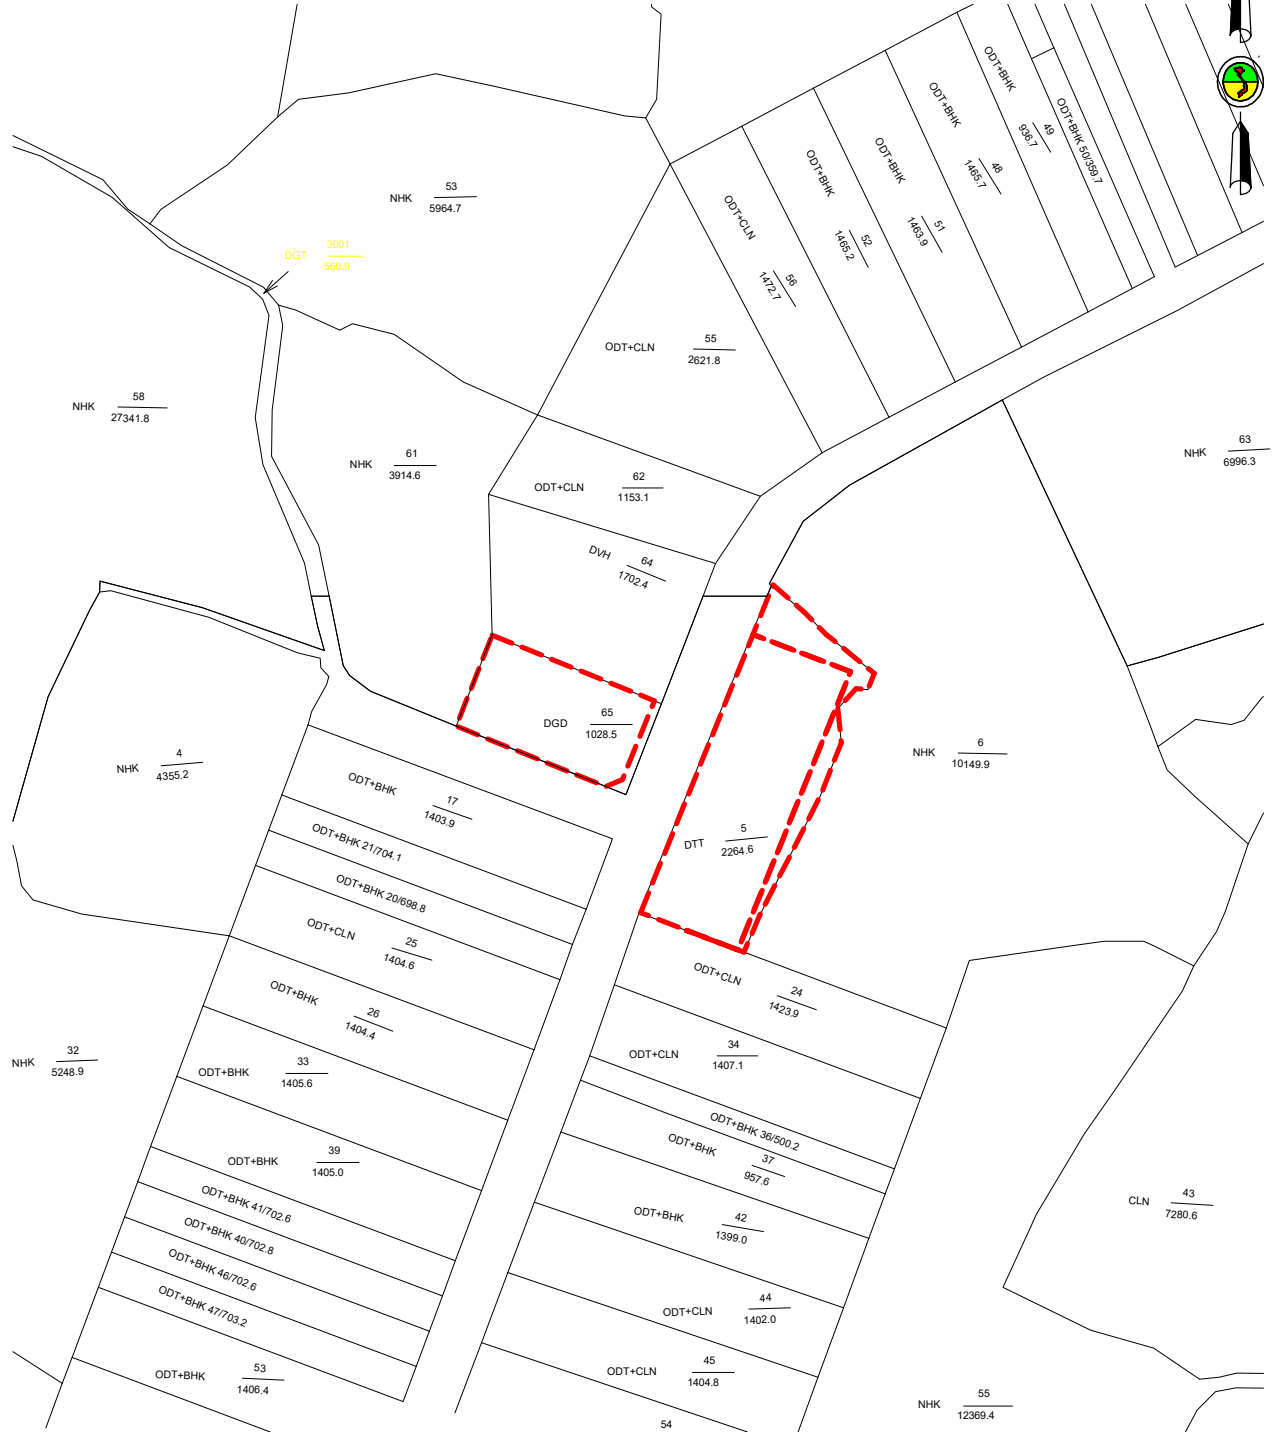 ODT+BHK
49
936.7
ODT+BHK 50/359.7
ODT+BHK
48
1465.7
ODT+BHK
51
1463.9
ODT+BHK
52
1465.2
ODT+CLN
56
1472.7
NHK
53
5964.7
DGT
3001
566.9
ODT+CLN
55
2621.8
NHK
58
27341.8
NHK
61
3914.6
NHK
63
6996.3
ODT+CLN
62
1153.1
DVH
64
1702.4
DGD
65
1028.5
NHK
4
4355.2
NHK
6
10149.9
ODT+BHK
17
1403.9
DTT
5
2264.6
ODT+BHK 21/704.1
ODT+BHK 20/698.8
ODT+CLN
25
1404.6
ODT+CLN
24
1423.9
ODT+BHK
26
1404.4
NHK
32
5248.9
ODT+BHK
33
1405.6
ODT+CLN
34
1407.1
ODT+BHK 36/500.2
ODT+BHK
37
957.6
ODT+BHK
39
1405.0
ODT+BHK 41/702.6
ODT+BHK
42
1399.0
CLN
43
7280.6
ODT+BHK 40/702.8
ODT+BHK 46/702.6
ODT+BHK 47/703.2
ODT+CLN
44
1402.0
ODT+BHK
53
1406.4
ODT+CLN
45
1404.8
NHK
55
12369.4
54